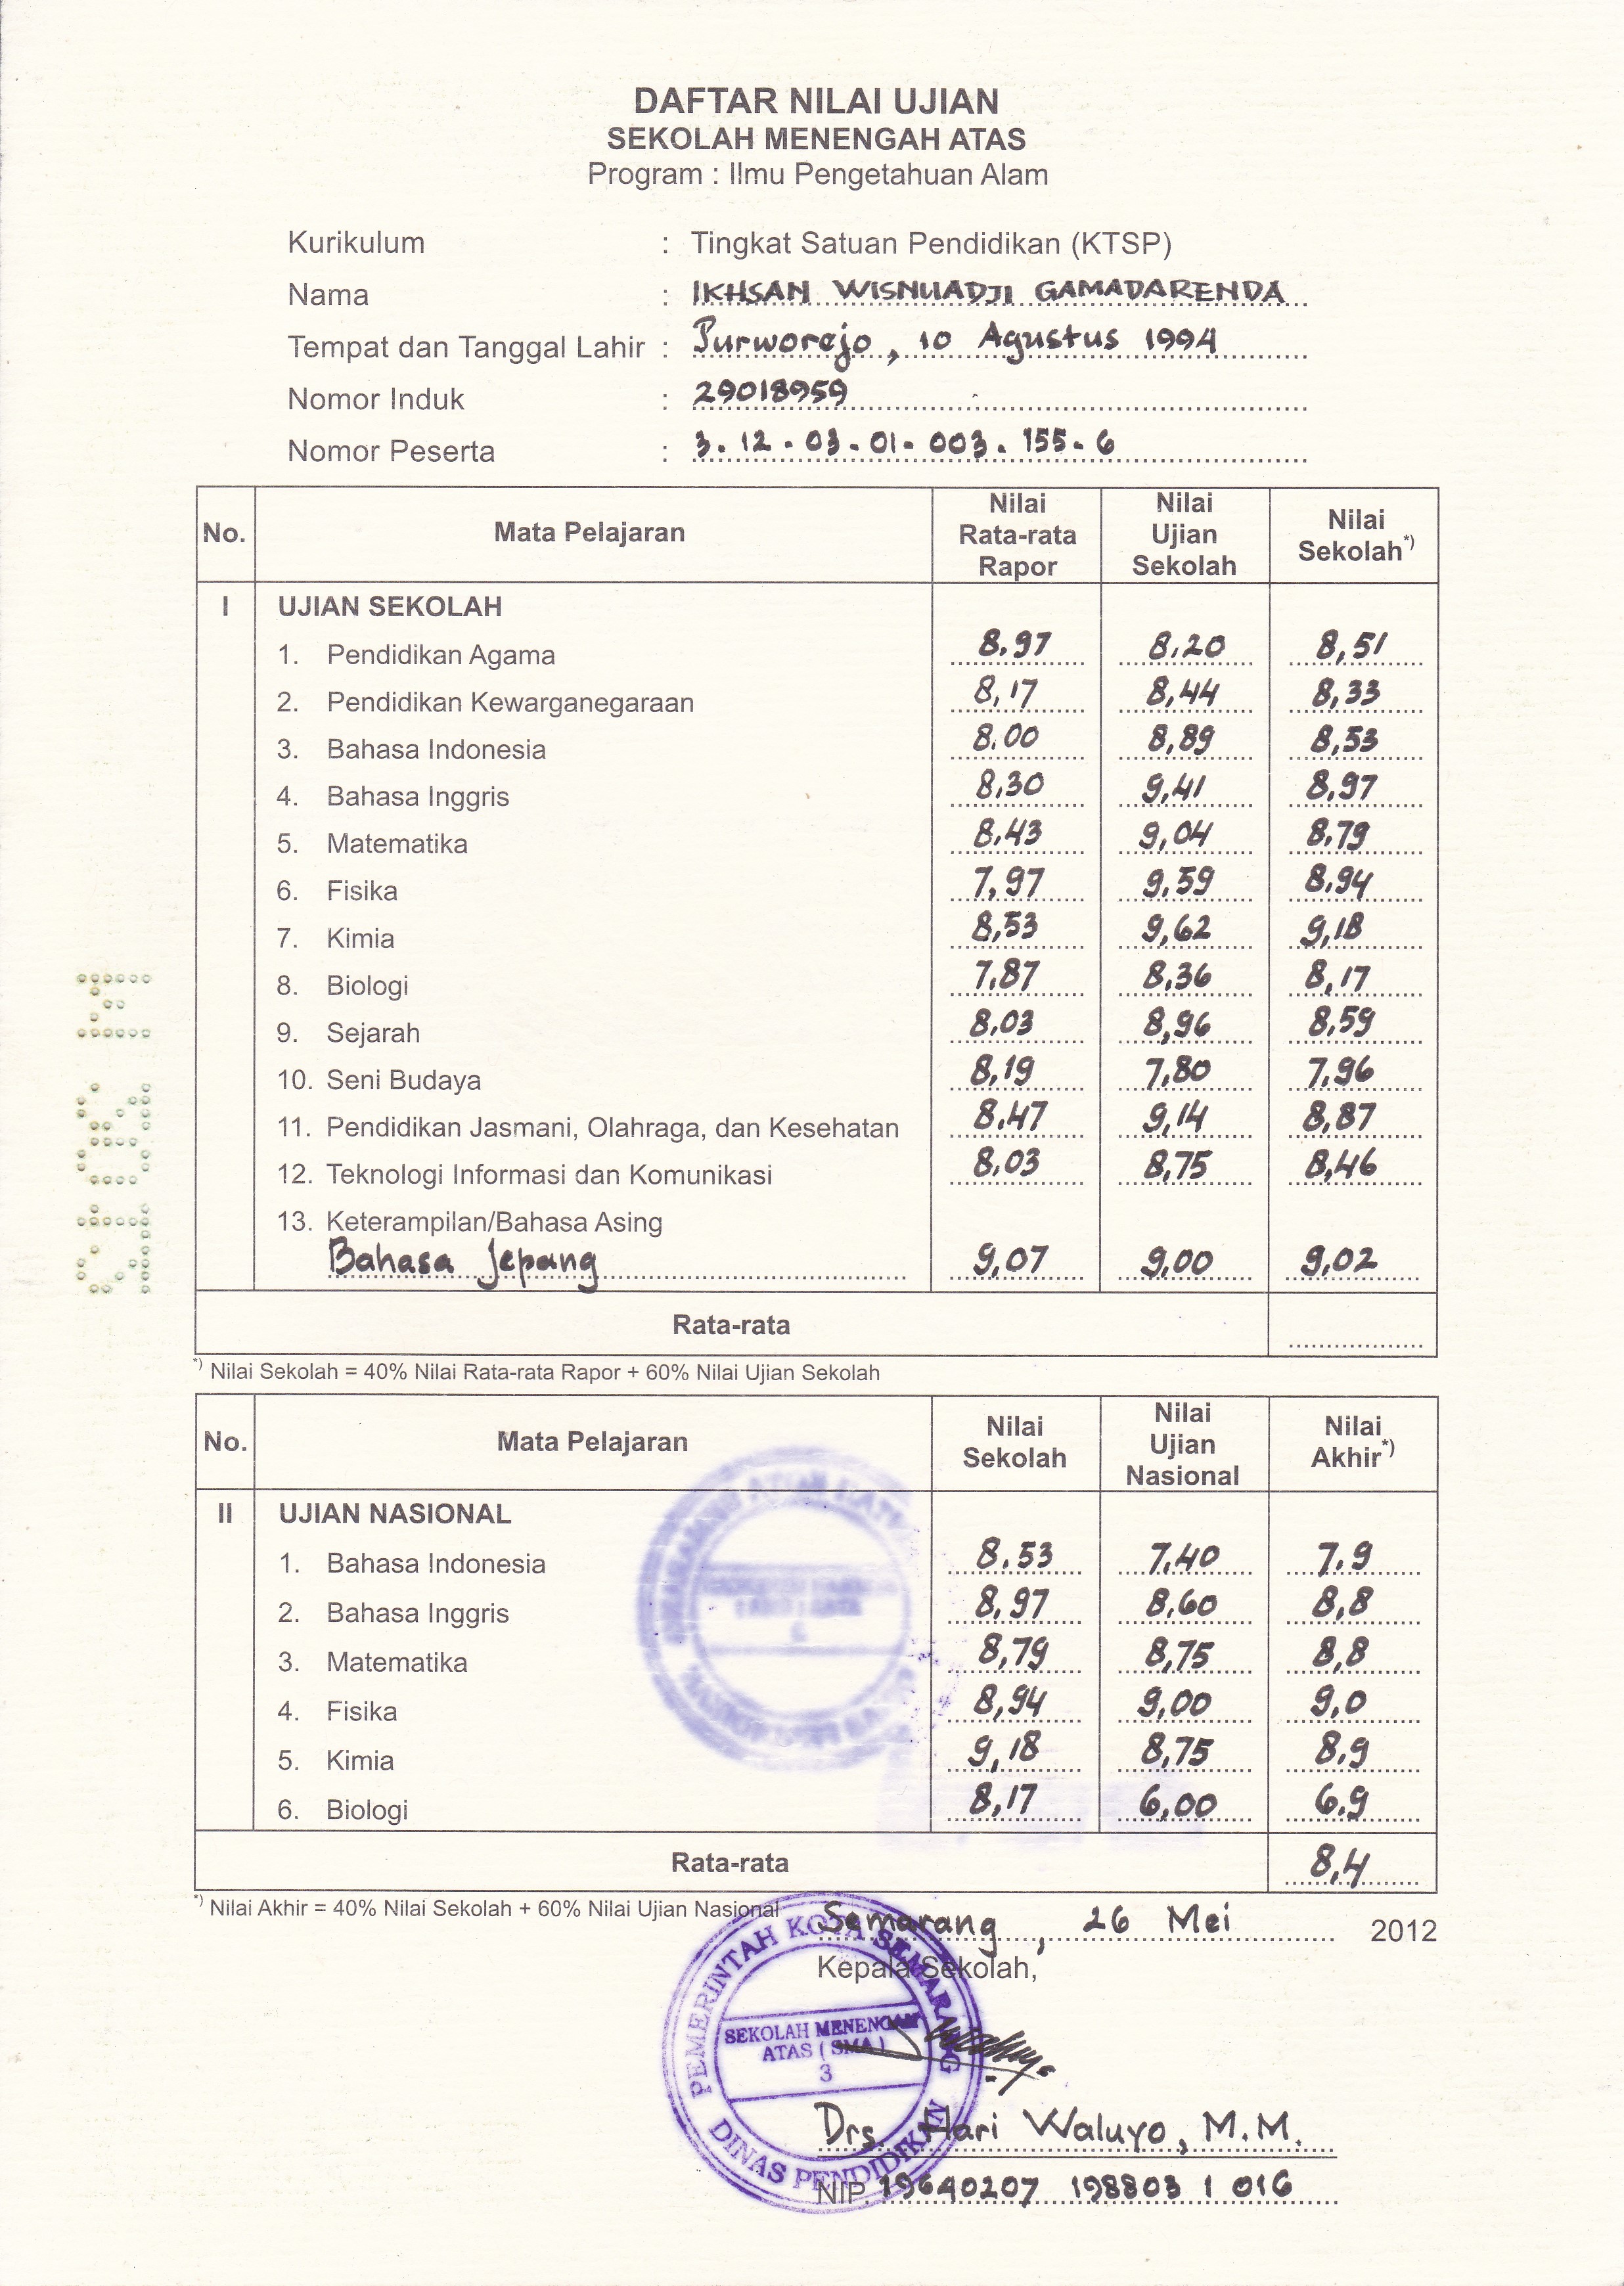 DAFTAR NILAI UJIAN
SEKOLAH MENENGAH ATAS
Program : Ilmu Pengetahuan Alam
Kurikulum : Tingkat Satuan Pendidikan (KTSP)
Nama : IKHSAN WISNUADJI GAMADARENDA
Tempat dan Tanggal Lahir : Purworejo, 10 Agustus 1994
Nomor Induk : 29018959
Nomor Peserta : 3.12-03-01-003.155-6
No. Mata Pelajaran Nilai Rata-rata Rapor Nilai Ujian Sekolah Nilai Sekolah*)
I UJIAN SEKOLAH
1. Pendidikan Agama 8,97 8,20 8,51
2. Pendidikan Kewarganegaraan 8,17 8,44 8,33
3. Bahasa Indonesia 8.00 8,89 8,53
4. Bahasa Inggris 8,30 9,41 8,97
5. Matematika 8,43 9,04 8,79
6. Fisika 7,97 9,59 8,94
7. Kimia 8,53 9,62 9,18
8. Biologi 7,87 8,36 8,17
9. Sejarah 8,03 8,96 8,59
10. Seni Budaya 8,19 7,80 7,96
11. Pendidikan Jasmani, Olahraga, dan Kesehatan 8.47 9,14 8,87
12. Teknologi Informasi dan Komunikasi 8,03 8,75 8,46
13. Keterampilan/Bahasa Asing
Bahasa Jepang 9,07 9,00 9,02
Rata-rata
*) Nilai Sekolah = 40% Nilai Rata-rata Rapor + 60% Nilai Ujian Sekolah
No. Mata Pelajaran Nilai Sekolah Nilai Ujian Nasional Nilai Akhir*)
II UJIAN NASIONAL
1. Bahasa Indonesia 8.53 7,40 7,9
2. Bahasa Inggris 8,97 8,60 8,8
3. Matematika 8,79 8,75 8,8
4. Fisika 8,94 9,00 9,0
5. Kimia 9,18 8,75 8.9
6. Biologi 8,17 6,00 6.9
Rata-rata 8,4
*) Nilai Akhir = 40% Nilai Sekolah + 60% Nilai Ujian Nasional
Semarang, 26 Mei 2012
Kepala Sekolah,
PEMERINTAH KOTA SEMARANG
SEKOLAH MENENGAH
ATAS (SMA)
3
DINAS PENDIDIKAN
Drs. Hari Waluyo, M.M.
NIP. 19640207 198803 1 016